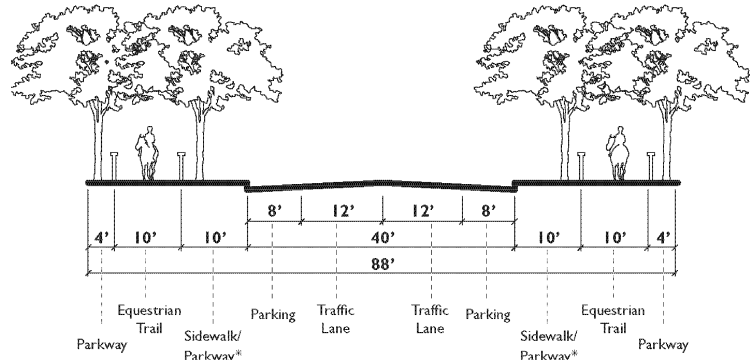 8’ 12’ 12’ 8’
4’ 10’ 10’ 40’ 10’ 10’ 4’
88’
Parkway
Equestrian
Trail
Sidewalk/
Parkway*
Parking
Traffic
Lane
Traffic
Lane
Parking
Sidewalk/
Parkway*
Equestrian
Trail
Parkway